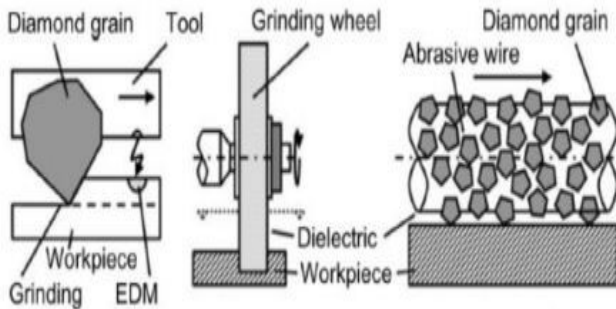 Diamond grain
Tool
Workpiece
Grinding
EDM
Grinding wheel
Dielectric
Workpiece
Diamond grain
Abrasive wire